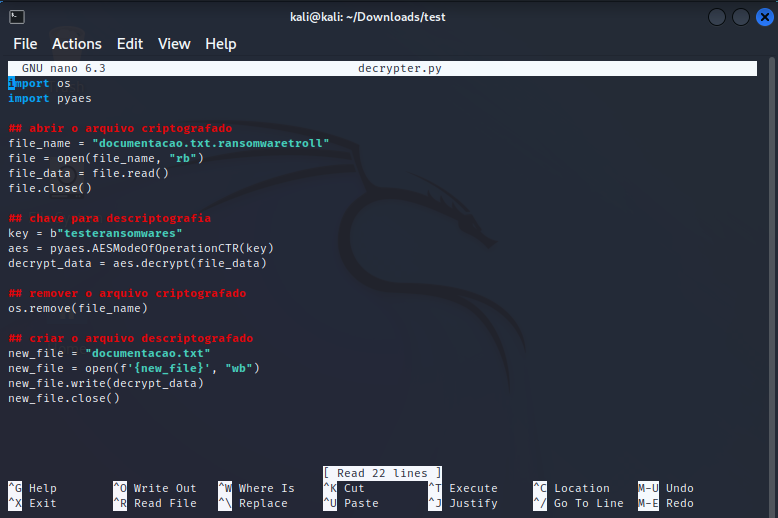 kali@kali: ~/Downloads/test
File Actions Edit View Help
GNU nano 6.3 decrypter.py
import os
import pyaes
## abrir o arquivo criptografado
file_name = "documentacao.txt.ransomwaretroll"
file = open(file_name, "rb")
file_data = file.read()
file.close()
## chave para descriptografia
key = b"testeransomwares"
aes = pyaes.AESModeOfOperationCTR(key)
decrypt_data = aes.decrypt(file_data)
## remover o arquivo criptografado
os.remove(file_name)
## criar o arquivo descriptografado
new_file = "documentacao.txt"
new_file = open(f'{new_file}', "wb")
new_file.write(decrypt_data)
new_file.close()
[ Read 22 lines ]
^G Help ^O Write Out ^W Where Is ^K Cut ^T Execute ^C Location M-U Undo
^X Exit ^R Read File ^\ Replace ^U Paste ^J Justify ^/ Go To Line M-E Redo